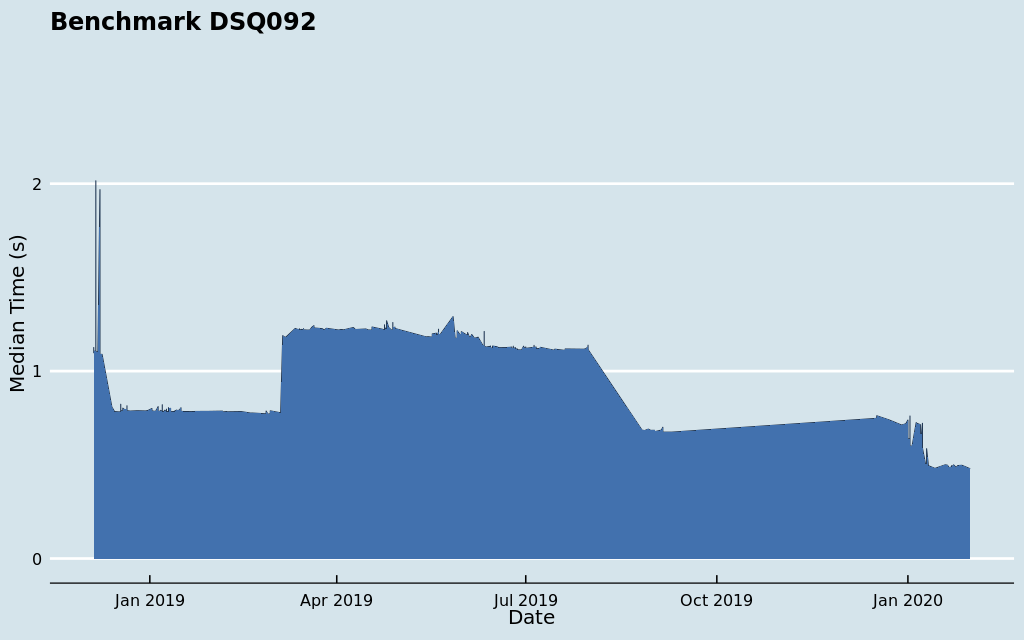 Benchmark DSQ092
Median Time (s)
2
1
0
Jan 2019
Apr 2019
Jul 2019
Oct 2019
Jan 2020
Date